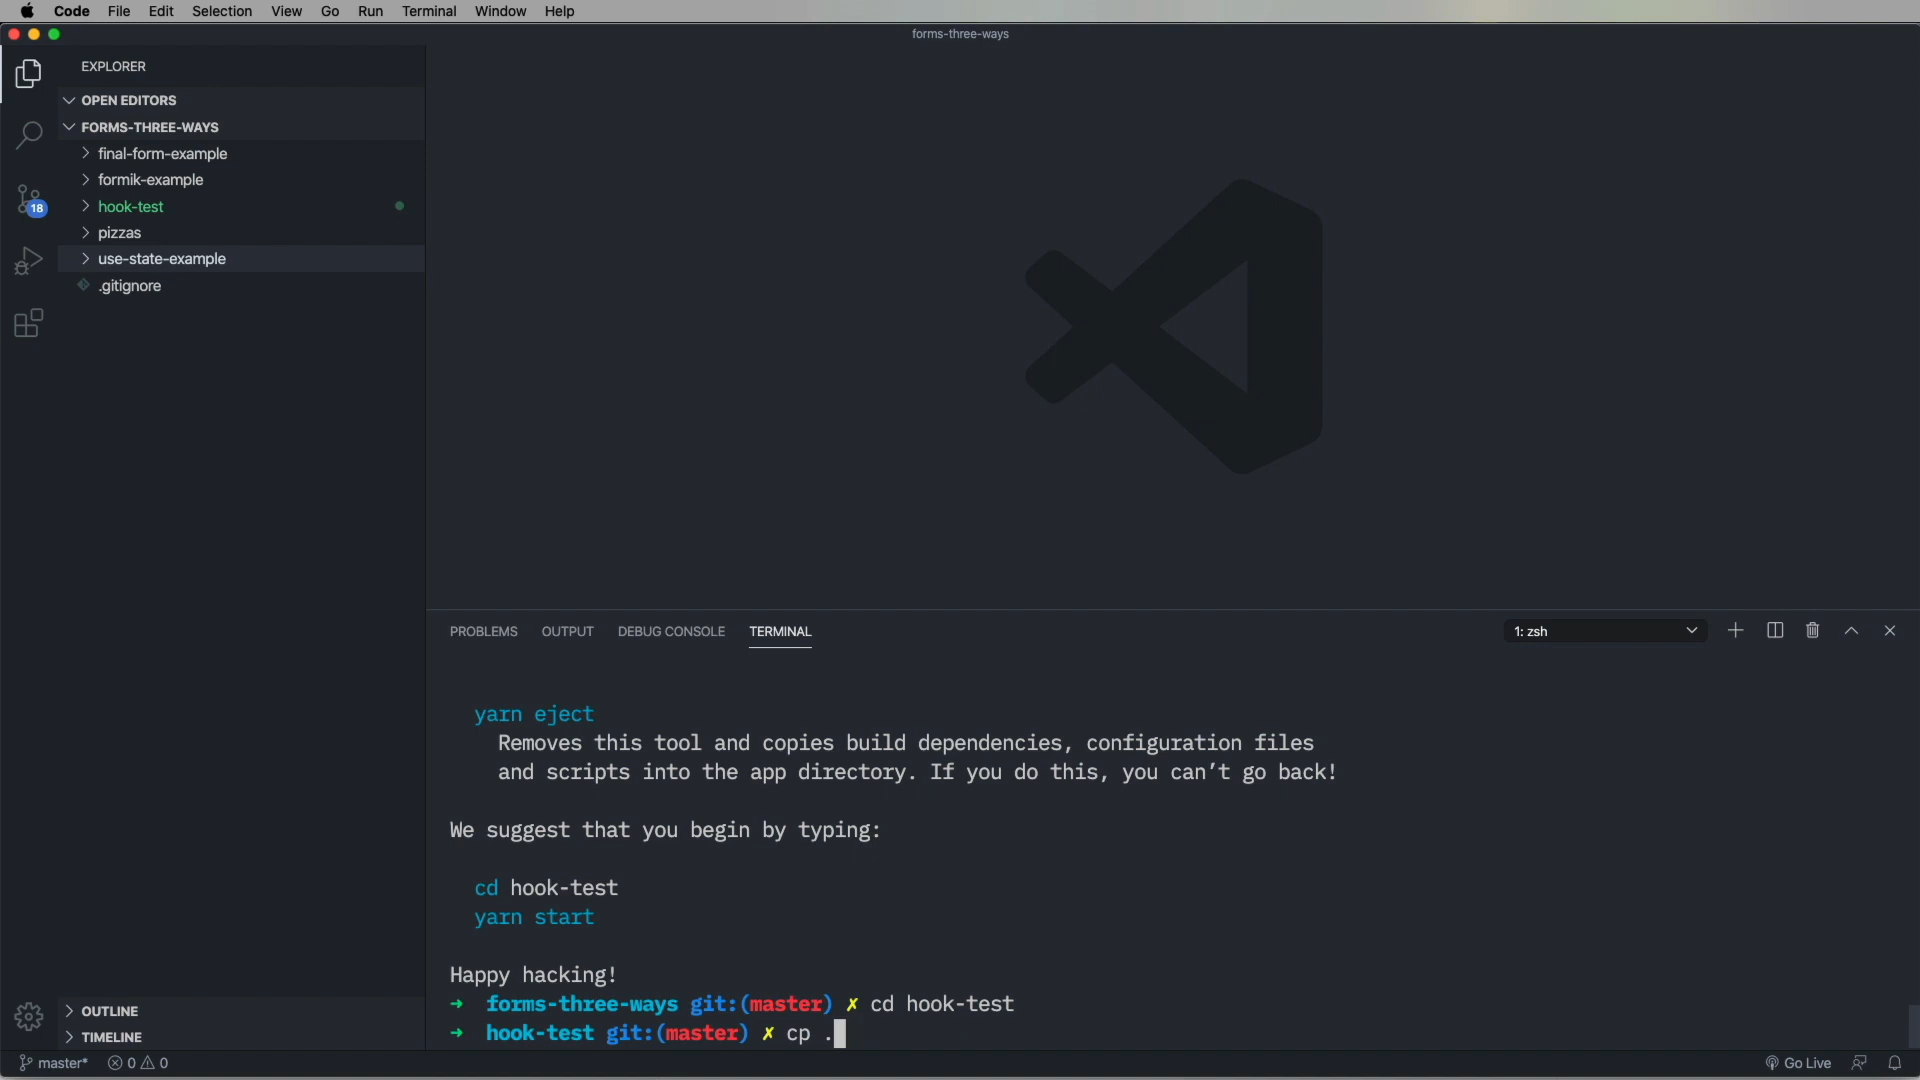 Code File Edit Selection View Go Run Terminal Window Help
forms-three-ways
EXPLORER
OPEN EDITORS
FORMS-THREE-WAYS
final-form-example
formik-example
hook-test
18
pizzas
use-state-example
.gitignore
PROBLEMS OUTPUT DEBUG CONSOLE TERMINAL
1: zsh
yarn eject
Removes this tool and copies build dependencies, configuration files
and scripts into the app directory. If you do this, you can’t go back!
We suggest that you begin by typing:
cd hook-test
yarn start
Happy hacking!
➜ forms-three-ways git:(master) ✗ cd hook-test
➜ hook-test git:(master) ✗ cp .
OUTLINE
TIMELINE
master* 0 0
Go Live